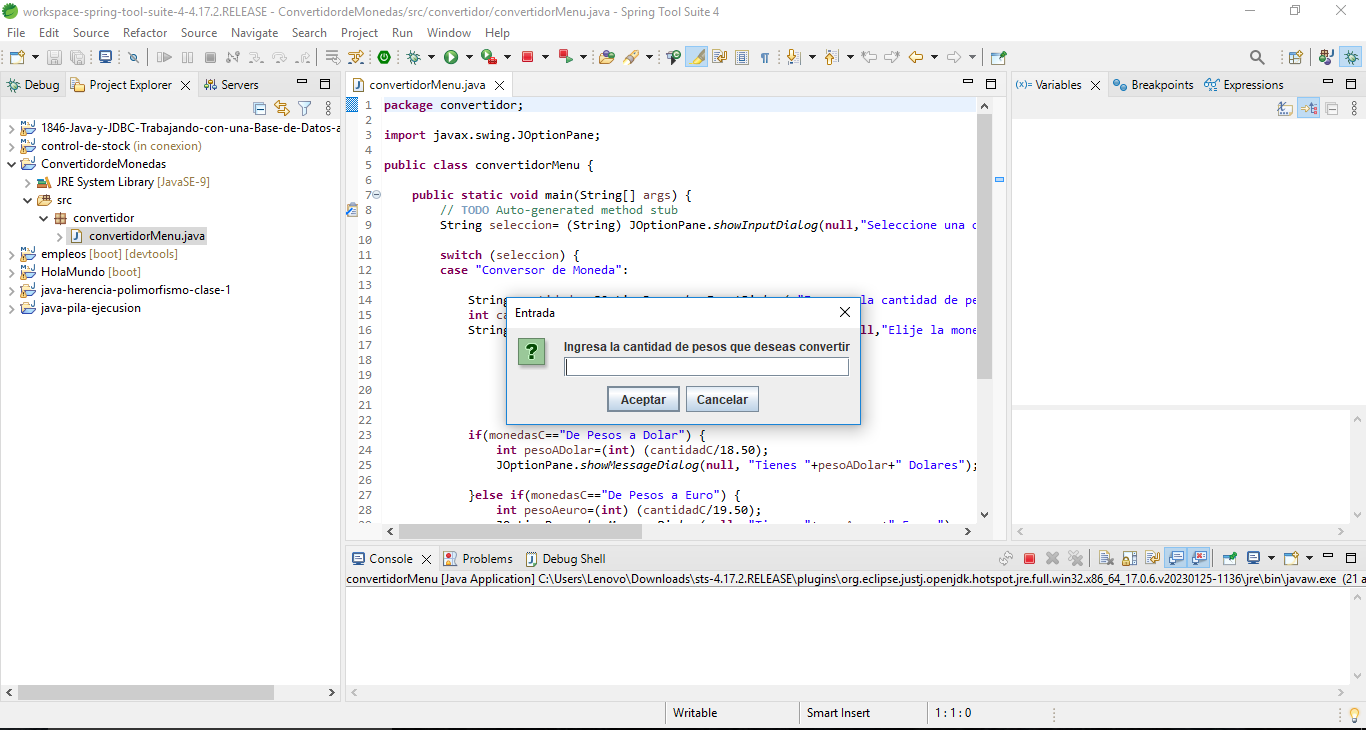 workspace-spring-tool-suite-4-4.17.2.RELEASE - ConvertidordeMonedas/src/convertidor/convertidorMenu.java - Spring Tool Suite 4
File Edit Source Refactor Source Navigate Search Project Run Window Help
Debug Project Explorer Servers
1846-Java-y-JDBC-Trabajando-con-una-Base-de-Datos-a
control-de-stock (in conexion)
ConvertidordeMonedas
JRE System Library [JavaSE-9]
src
convertidor
convertidorMenu.java
empleos [boot] [devtools]
HolaMundo [boot]
java-herencia-polimorfismo-clase-1
java-pila-ejecusion
convertidorMenu.java
1 package convertidor;
2
3 import javax.swing.JOptionPane;
4
5 public class convertidorMenu {
6
7 public static void main(String[] args) {
8 // TODO Auto-generated method stub
9 String seleccion= (String) JOptionPane.showInputDialog(null,"Seleccione una
10
11 switch (seleccion) {
12 case "Conversor de Moneda":
13
14 String la cantidad de pe
15 int ca
16 String ll,"Elije la mone
17
18
19
20
21
22
23 if(monedasC=="De Pesos a Dolar") {
24 int pesoADolar=(int) (cantidadC/18.50);
25 JOptionPane.showMessageDialog(null, "Tienes "+pesoADolar+" Dolares");
26
27 }else if(monedasC=="De Pesos a Euro") {
28 int pesoAeuro=(int) (cantidadC/19.50);
Entrada
Ingresa la cantidad de pesos que deseas convertir
Aceptar Cancelar
(x)= Variables Breakpoints Expressions
Console Problems Debug Shell
convertidorMenu [Java Application] C:\Users\Lenovo\Downloads\sts-4.17.2.RELEASE\plugins\org.eclipse.justj.openjdk.hotspot.jre.full.win32.x86_64_17.0.6.v20230125-1136\jre\bin\javaw.exe (21 a
Writable Smart Insert 1 : 1 : 0